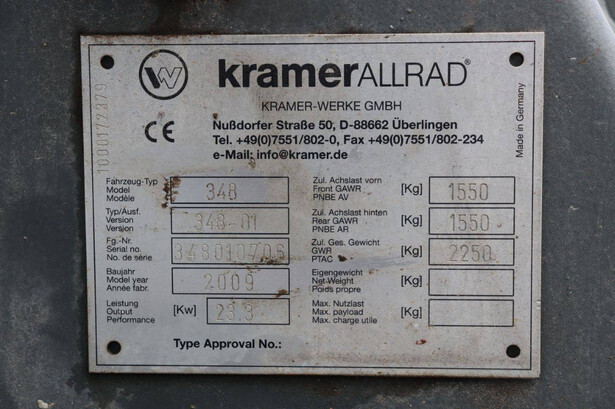 kramerALLRAD®
KRAMER-WERKE GMBH
Nußdorfer Straße 50, D-88662 Überlingen
Tel. +49(0)7551/802-0, Fax +49(0)7551/802-234
e-Mail: info@kramer.de
CE
Made in Germany
1000172379
Fahrzeug-Typ
Model
Modèle
348
Typ/Ausf.
Version
Version
348-01
Fg.-Nr.
Serial no.
No. de série
348010706
Baujahr
Model year
Année fabr.
2009
Leistung
Output [Kw] 29.3
Performance
Zul. Achslast vorn
Front GAWR [Kg] 1550
PNBE AV
Zul. Achslast hinten
Rear GAWR [Kg] 1550
PNBE AR
Zul. Ges. Gewicht
GWR [Kg] 2250
PTAC
Eigengewicht
Net Weight [Kg]
Poids propre
Max. Nutzlast
Max. payload [Kg]
Max. charge utile
Type Approval No.: